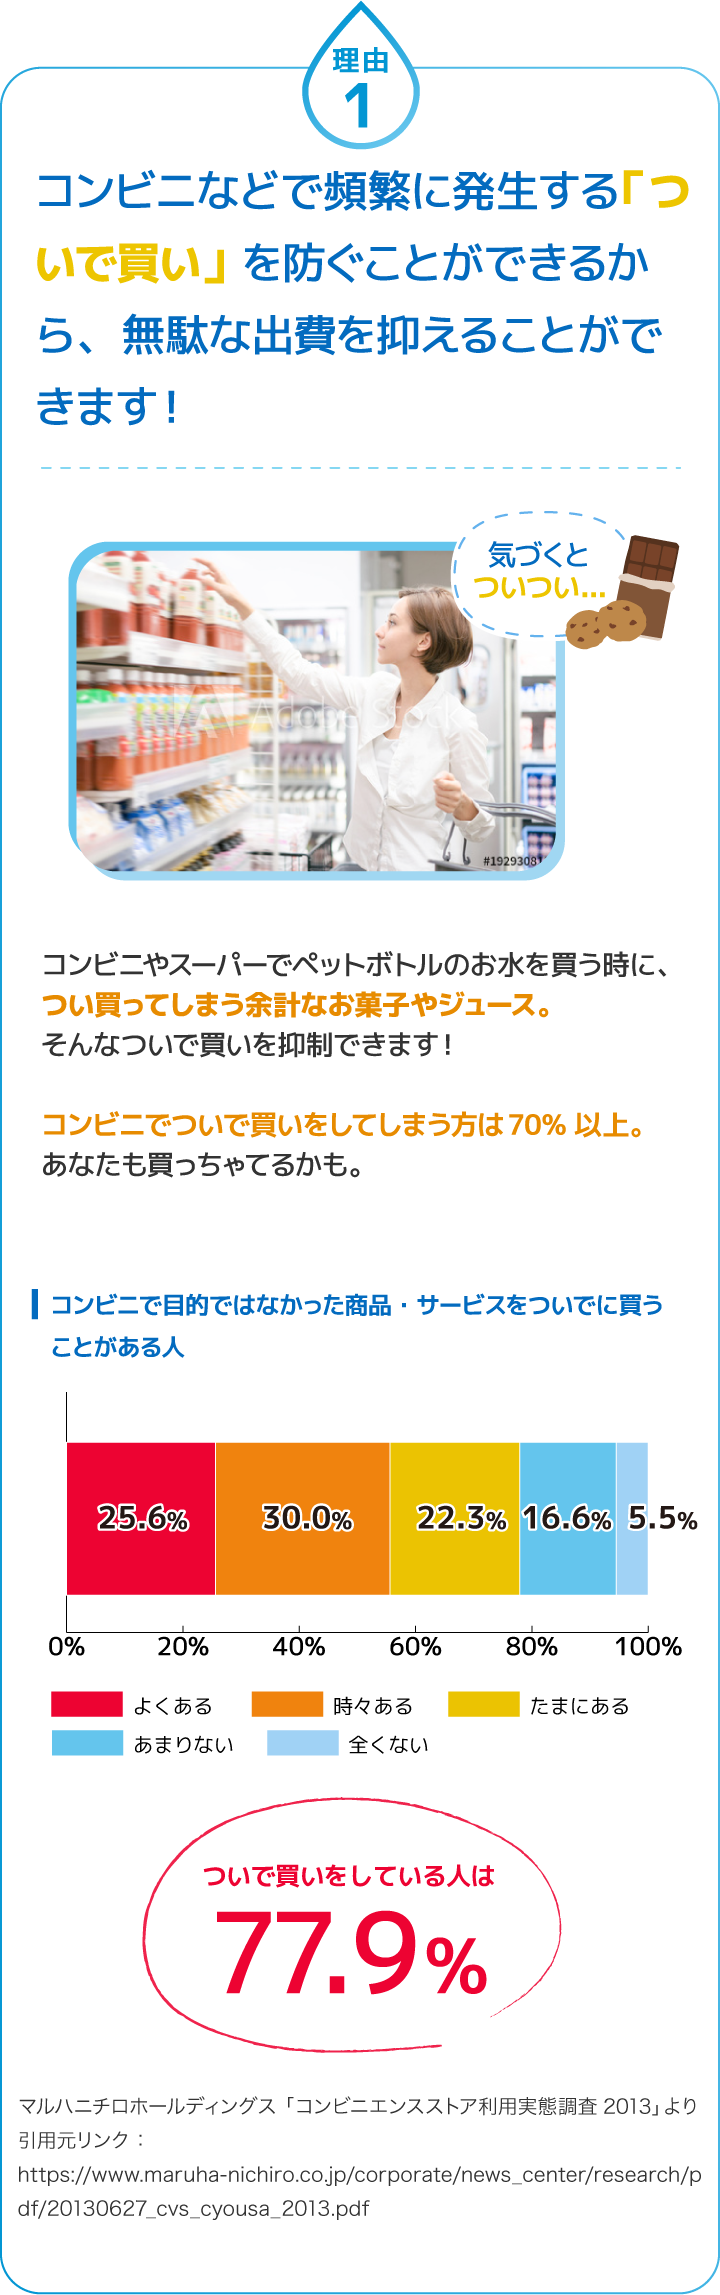 理由
1
コンビニなどで頻繁に発生する「つ
いで買い」を防ぐことができるか
ら、無駄な出費を抑えることがで
きます！
気づくと
ついつい...
Adobe Stock
#1929308
コンビニやスーパーでペットボトルのお水を買う時に、
つい買ってしまう余計なお菓子やジュース。
そんなついで買いを抑制できます！
コンビニでついで買いをしてしまう方は70% 以上。
あなたも買っちゃてるかも。
コンビニで目的ではなかった商品・サービスをついでに買う
ことがある人
25.6% 30.0% 22.3% 16.6% 5.5%
0% 20% 40% 60% 80% 100%
よくある 時々ある たまにある
あまりない 全くない
ついで買いをしている人は
77.9%
マルハニチロホールディングス「コンビニエンスストア利用実態調査 2013」より
引用元リンク：
https://www.maruha-nichiro.co.jp/corporate/news_center/research/p
df/20130627_cvs_cyousa_2013.pdf